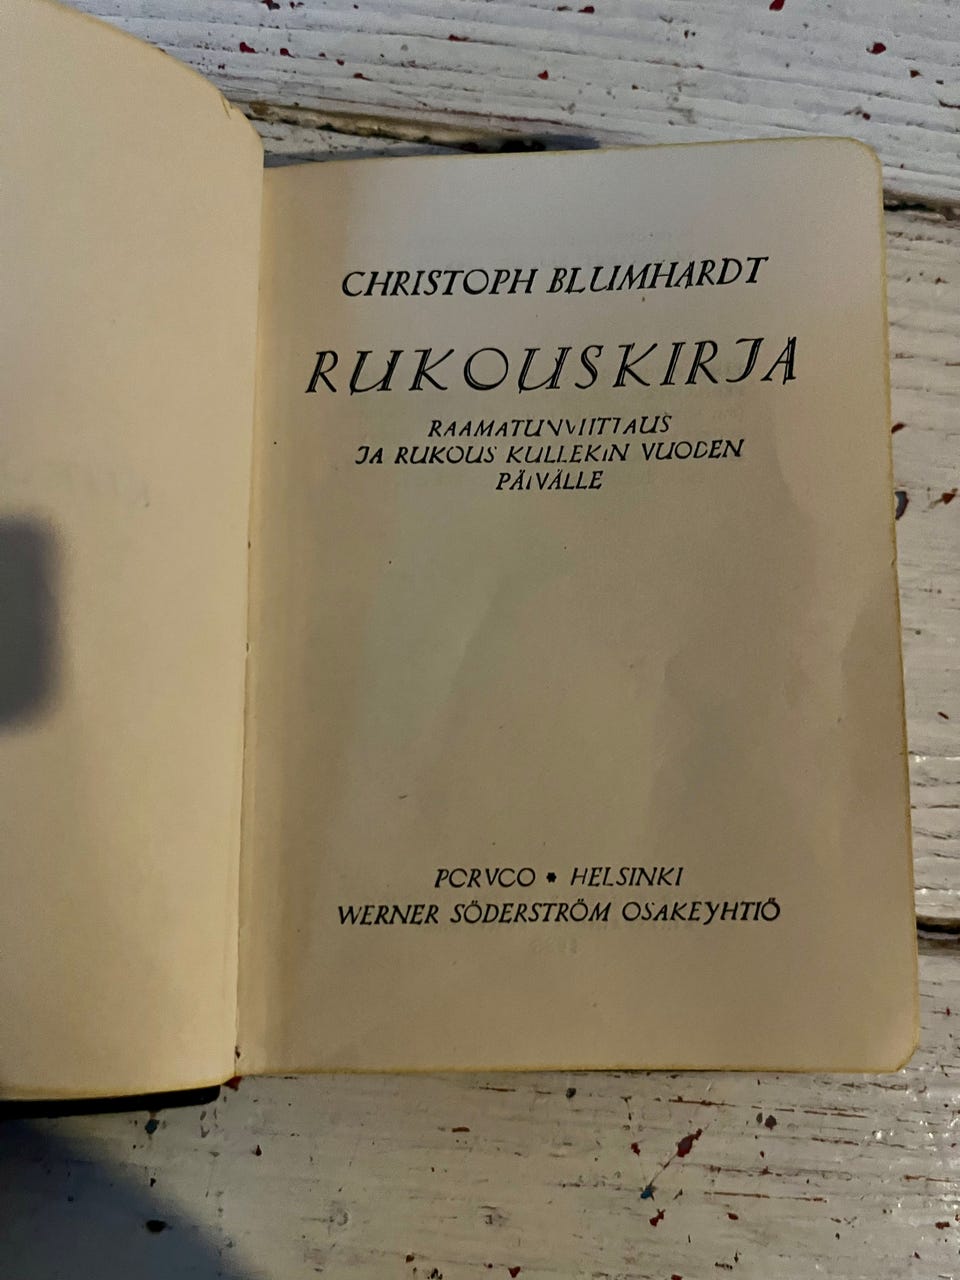 CHRISTOPH BLUMHARDT
RUKOUSKIRJA
RAAMATUNVIITTAUS
JA RUKOUS KULLEKIN VUODEN
PÄIVÄLLE
PORVOO * HELSINKI
WERNER SÖDERSTRÖM OSAKEYHTIÖ